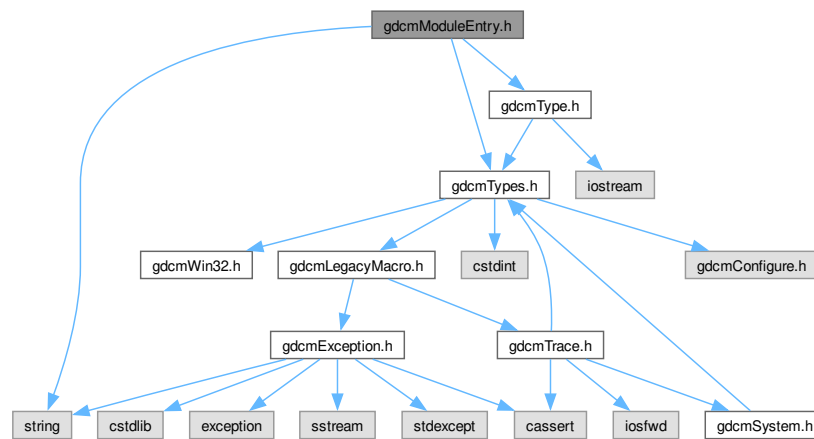 gdcmModuleEntry.h
gdcmType.h
gdcmTypes.h
iostream
gdcmWin32.h
gdcmLegacyMacro.h
cstdint
gdcmConfigure.h
gdcmException.h
gdcmTrace.h
string
cstdlib
exception
sstream
stdexcept
cassert
iosfwd
gdcmSystem.h